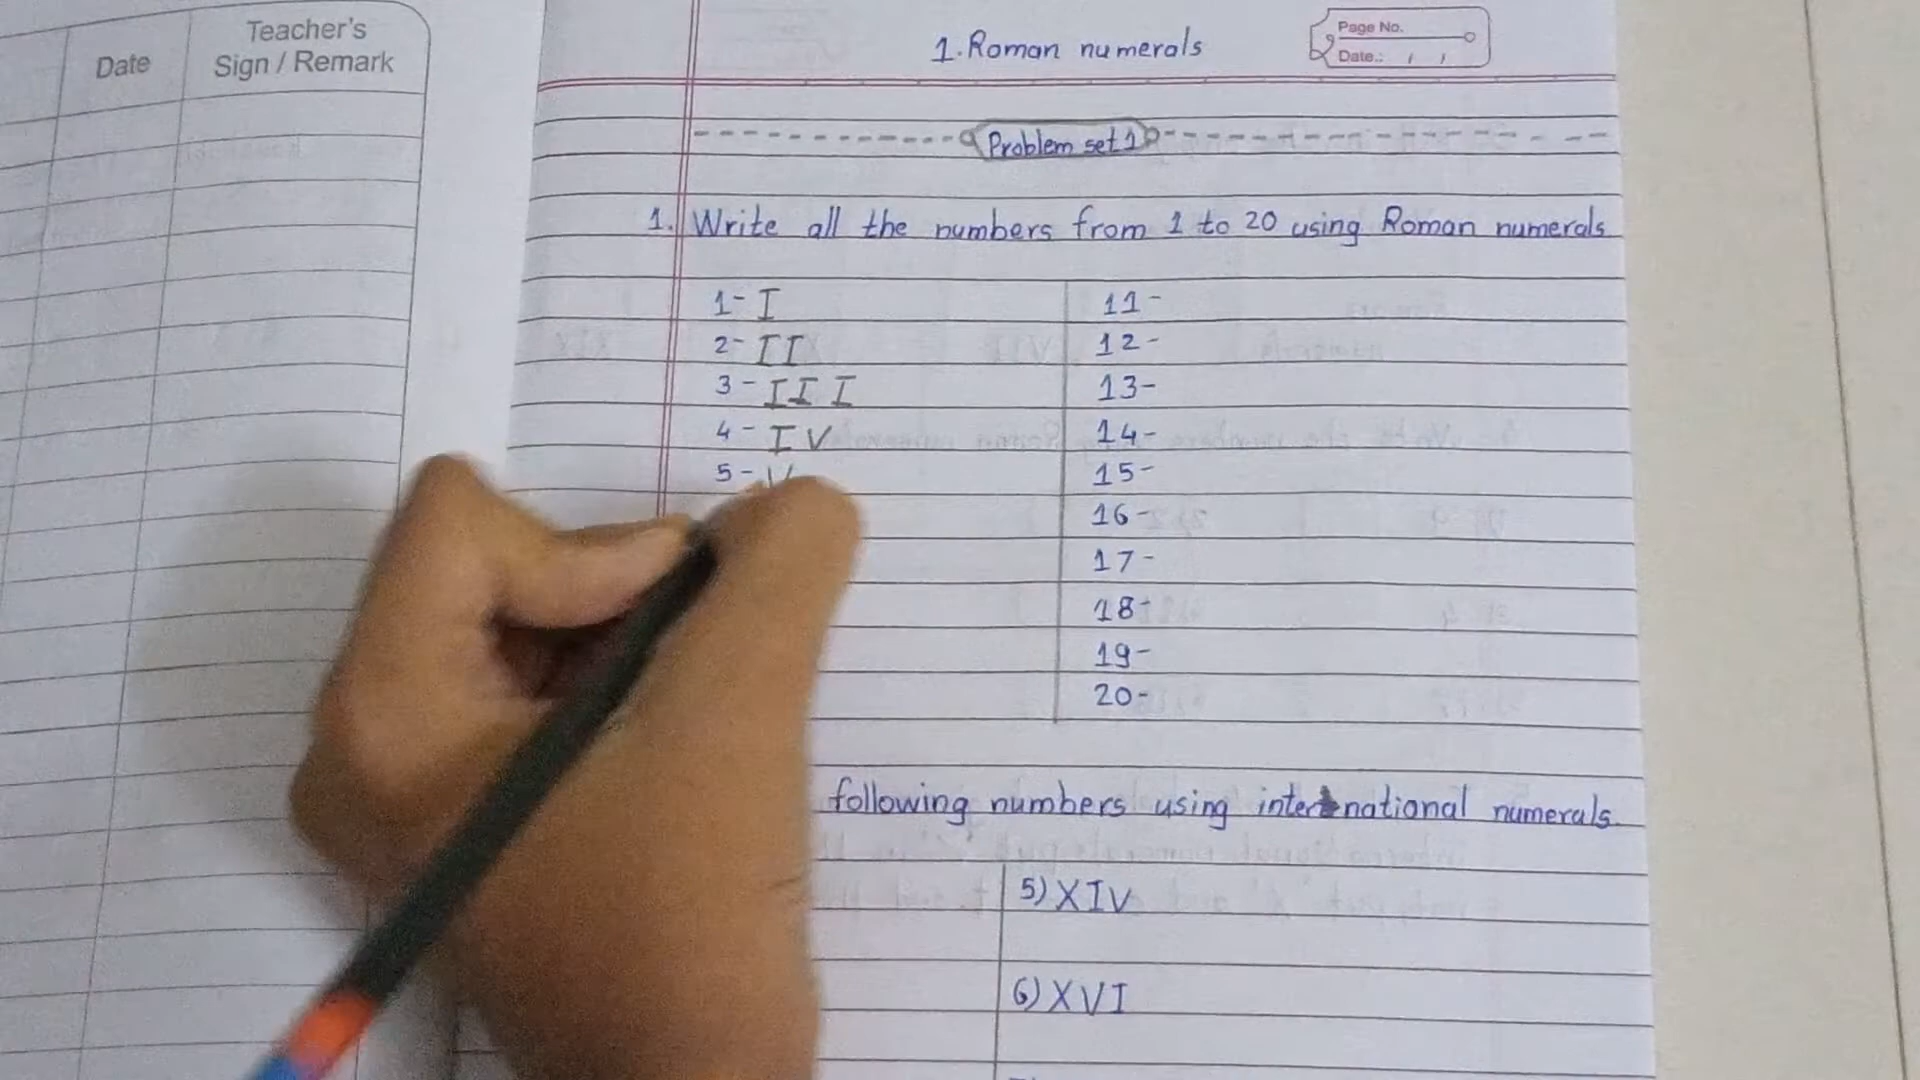 Date
Teacher's
Sign / Remark
1. Roman numerals
Page No.
Date.: / /
Problem set 1
1. Write all the numbers from 1 to 20 using Roman numerals
1- I
2- II
3- III
4- IV
5- V
11-
12-
13-
14-
15-
16-
17-
18-
19-
20-
following numbers using international numerals.
5) XIV
6) XVI